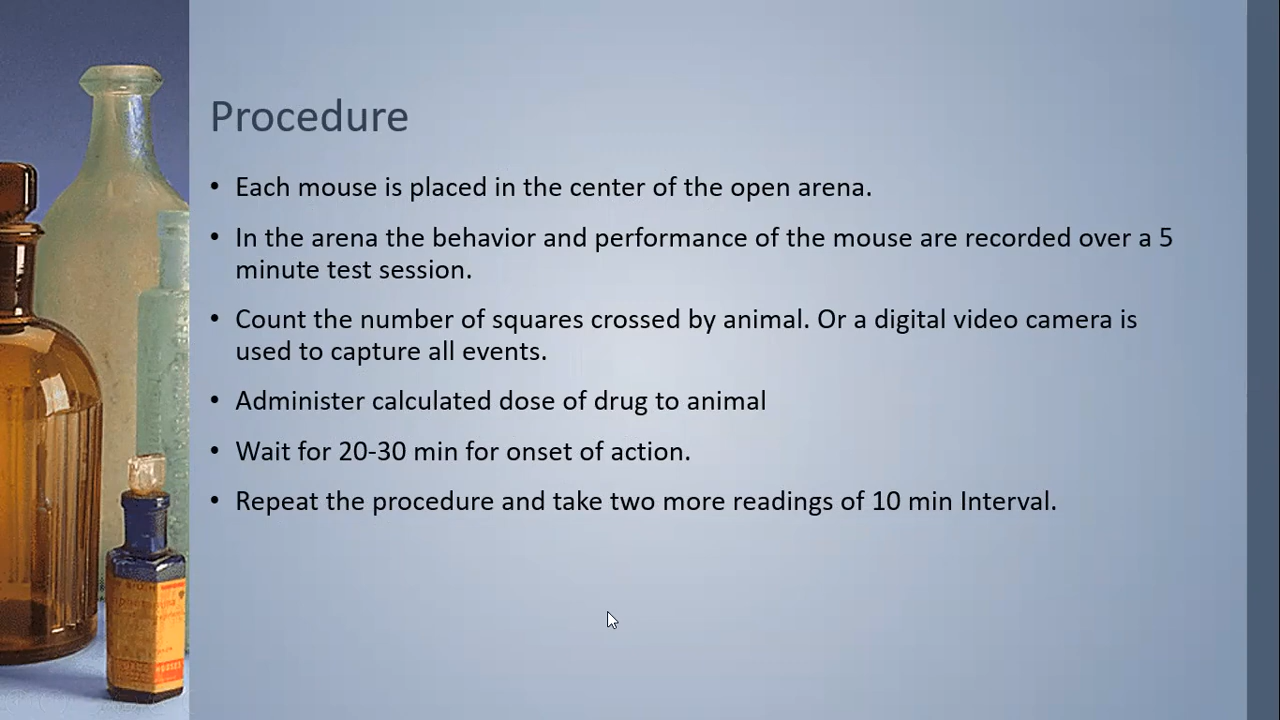 Procedure
• Each mouse is placed in the center of the open arena.
• In the arena the behavior and performance of the mouse are recorded over a 5
minute test session.
• Count the number of squares crossed by animal. Or a digital video camera is
used to capture all events.
• Administer calculated dose of drug to animal
• Wait for 20-30 min for onset of action.
• Repeat the procedure and take two more readings of 10 min Interval.